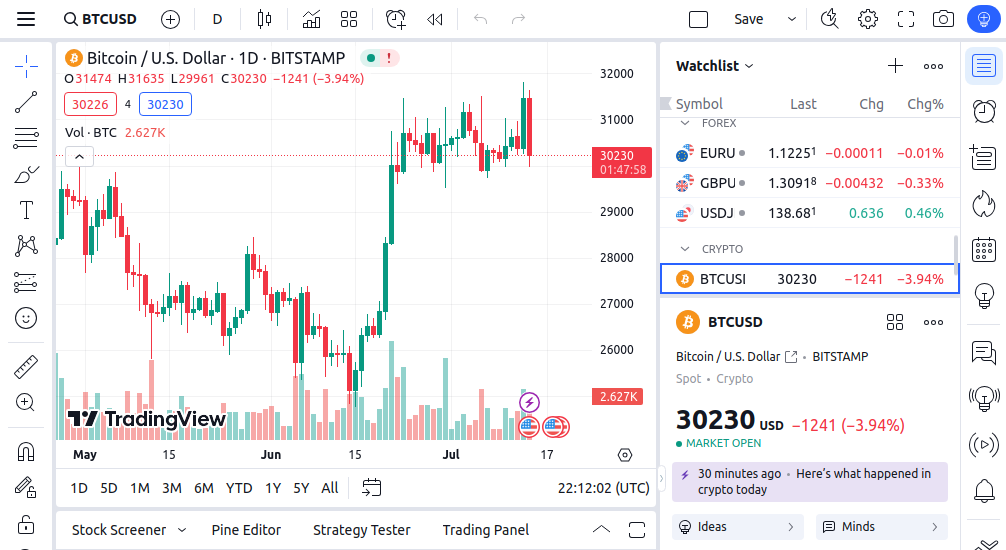 BTCUSD
D
Save
Bitcoin / U.S. Dollar · 1D · BITSTAMP
!
O31474 H31635 L29961 C30230 −1241 (−3.94%)
30226 4 30230
Vol · BTC 2.627K
32000
31000
30230
01:47:58
29000
28000
27000
26000
2.627K
TradingView
May 15 Jun 15 Jul 17
1D 5D 1M 3M 6M YTD 1Y 5Y All
22:12:02 (UTC)
Stock Screener Pine Editor Strategy Tester Trading Panel
Watchlist
Symbol Last Chg Chg%
FOREX
EURU 1.12251 −0.00011 −0.01%
GBPU 1.30918 −0.00432 −0.33%
USDJ 138.681 0.636 0.46%
CRYPTO
BTCUSI 30230 −1241 −3.94%
BTCUSD
Bitcoin / U.S. Dollar • BITSTAMP
Spot • Crypto
30230 USD −1241 (−3.94%)
MARKET OPEN
30 minutes ago • Here's what happened in
crypto today
Ideas
Minds